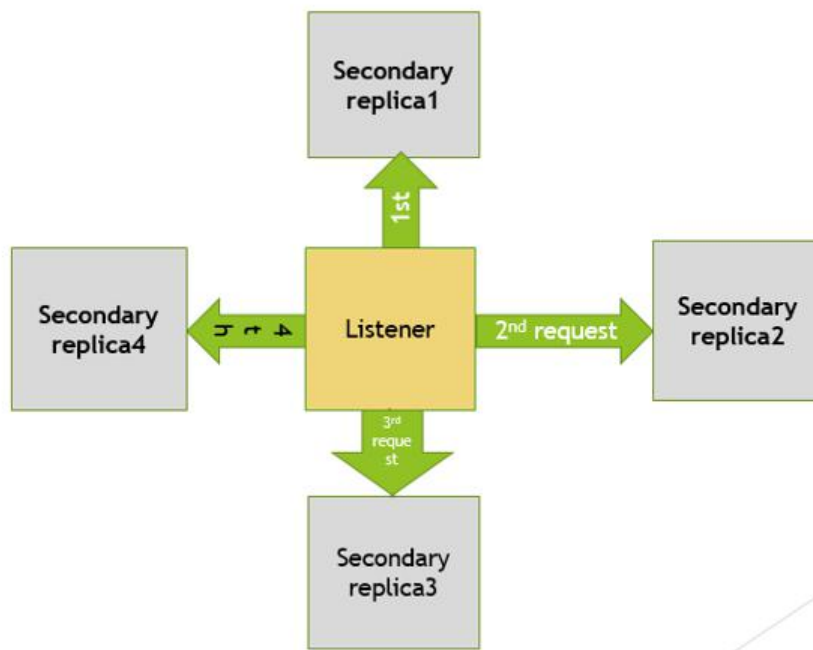 Secondary
replica1
1st
Secondary
replica4
4th
Listener
2nd request
Secondary
replica2
3rd
reque
st
Secondary
replica3